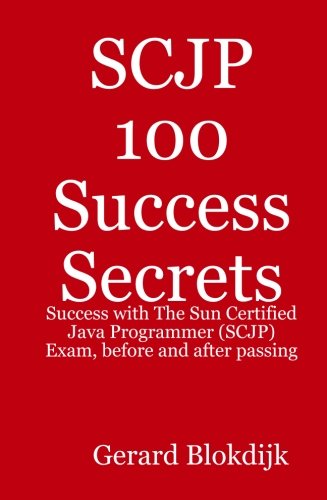 SCJP
100
Success
Secrets
Success with The Sun Certified
Java Programmer (SCJP)
Exam, before and after passing
Gerard Blokdijk